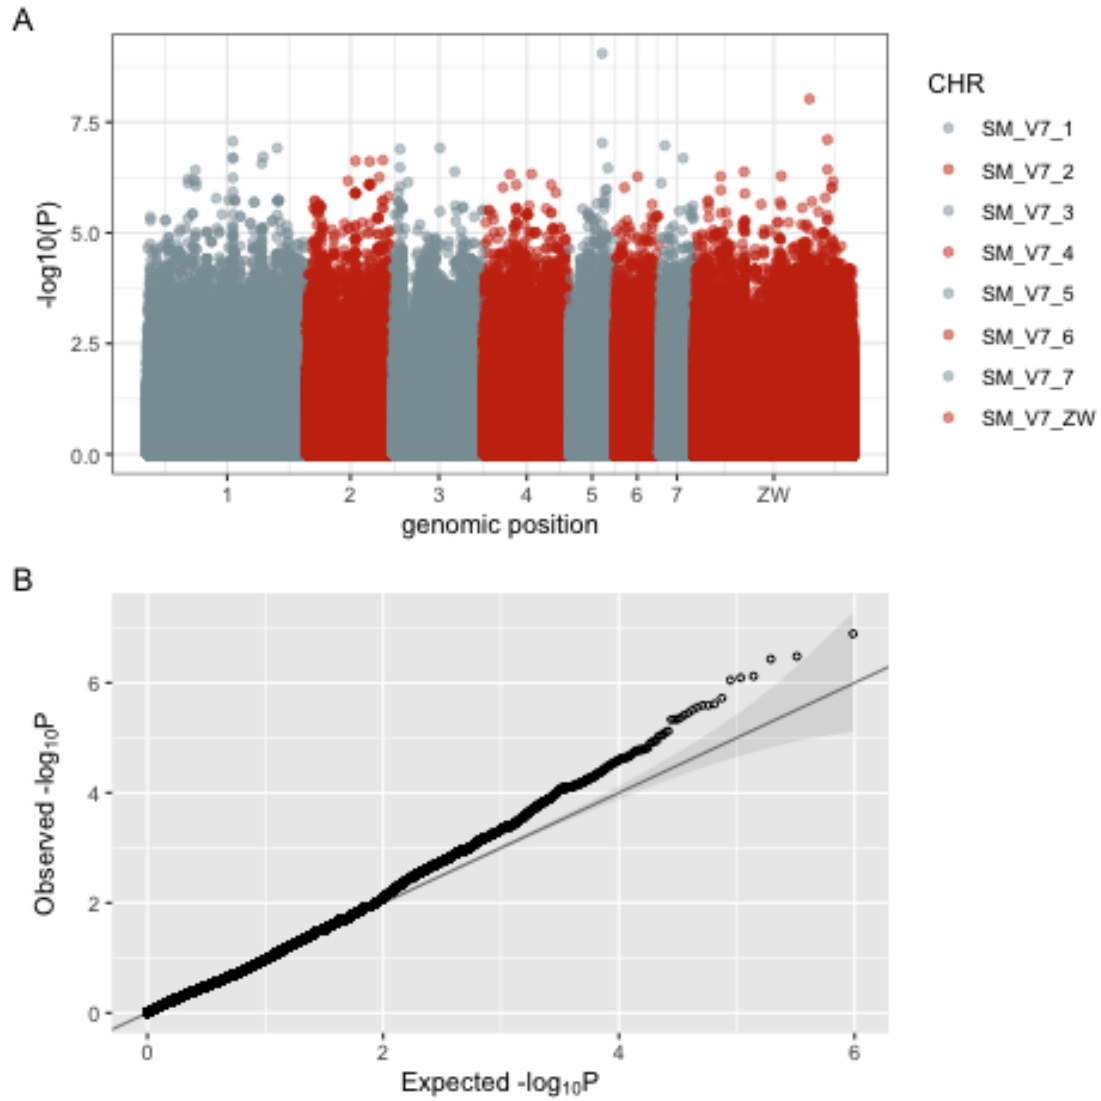 A
-log10(P)
7.5
5.0
2.5
0.0
1 2 3 4 5 6 7 ZW
genomic position
CHR
SM_V7_1
SM_V7_2
SM_V7_3
SM_V7_4
SM_V7_5
SM_V7_6
SM_V7_7
SM_V7_ZW
B
Observed -log₁₀P
6
4
2
0
0 2 4 6
Expected -log₁₀P